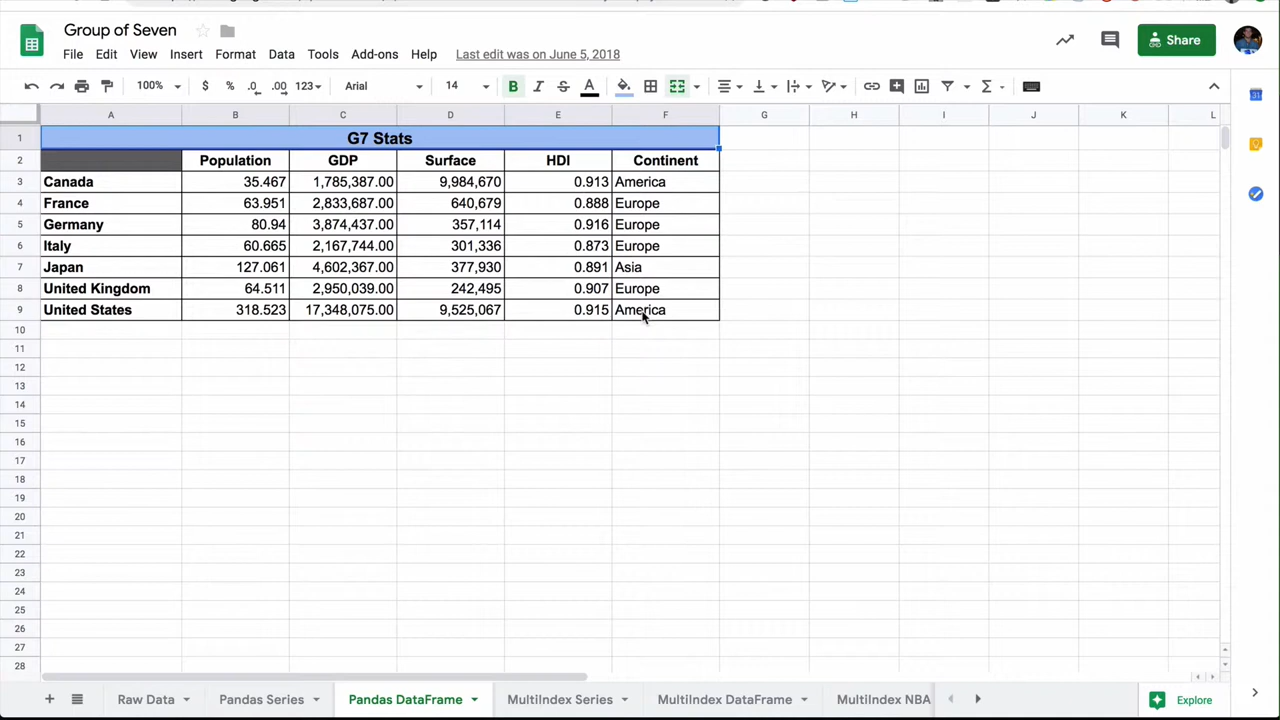 Group of Seven
File Edit View Insert Format Data Tools Add-ons Help Last edit was on June 5, 2018
Share
100% $ % .0 .00 123 Arial 14 B I S A Σ
A B C D E F G H I J K L
1 G7 Stats
2 Population GDP Surface HDI Continent
3 Canada 35.467 1,785,387.00 9,984,670 0.913 America
4 France 63.951 2,833,687.00 640,679 0.888 Europe
5 Germany 80.94 3,874,437.00 357,114 0.916 Europe
6 Italy 60.665 2,167,744.00 301,336 0.873 Europe
7 Japan 127.061 4,602,367.00 377,930 0.891 Asia
8 United Kingdom 64.511 2,950,039.00 242,495 0.907 Europe
9 United States 318.523 17,348,075.00 9,525,067 0.915 America
10
11
12
13
14
15
16
17
18
19
20
21
22
23
24
25
26
27
28
Raw Data Pandas Series Pandas DataFrame MultiIndex Series MultiIndex DataFrame MultiIndex NBA Explore